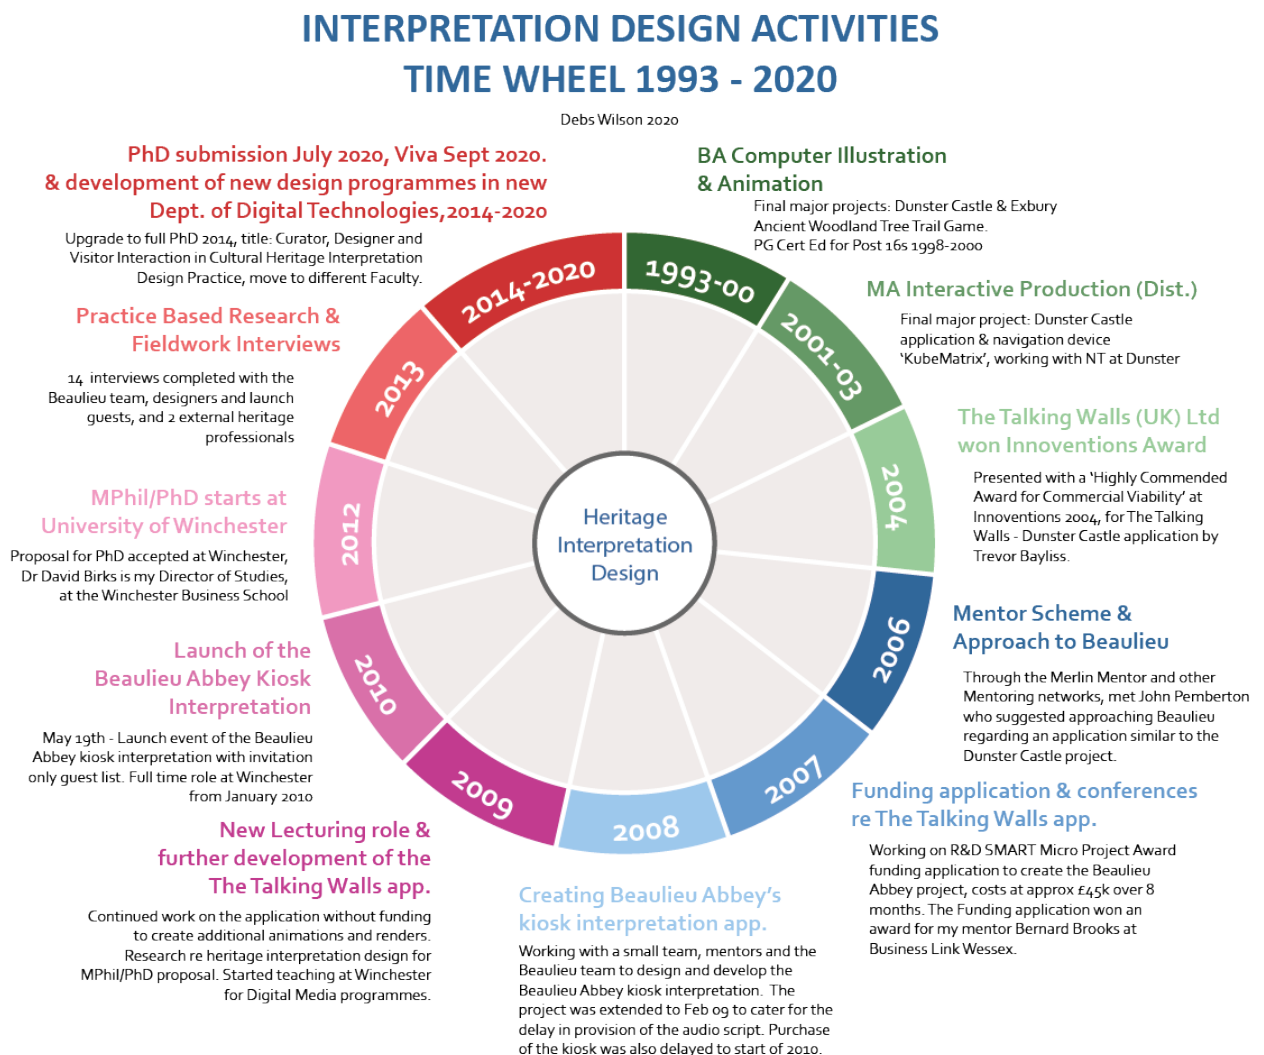 INTERPRETATION DESIGN ACTIVITIES
TIME WHEEL 1993 - 2020
Debs Wilson 2020
BA Computer Illustration
& Animation
Final major projects: Dunster Castle & Exbury
Ancient Woodland Tree Trail Game.
PG Cert Ed for Post 16s 1998-2000
1993-00
MA Interactive Production (Dist.)
Final major project: Dunster Castle
application & navigation device
‘KubeMatrix’, working with NT at Dunster
2001-03
The Talking Walls (UK) Ltd
won Innoventions Award
Presented with a ‘Highly Commended
Award for Commercial Viability’ at
Innoventions 2004, for The Talking
Walls - Dunster Castle application by
Trevor Bayliss.
2004
Mentor Scheme &
Approach to Beaulieu
Through the Merlin Mentor and other
Mentoring networks, met John Pemberton
who suggested approaching Beaulieu
regarding an application similar to the
Dunster Castle project.
2006
Funding application & conferences
re The Talking Walls app.
Working on R&D SMART Micro Project Award
funding application to create the Beaulieu
Abbey project, costs at approx £45k over 8
months. The Funding application won an
award for my mentor Bernard Brooks at
Business Link Wessex.
2007
Creating Beaulieu Abbey’s
kiosk interpretation app.
Working with a small team, mentors and the
Beaulieu team to design and develop the
Beaulieu Abbey kiosk interpretation. The
project was extended to Feb 09 to cater for the
delay in provision of the audio script. Purchase
of the kiosk was also delayed to start of 2010.
2008
New Lecturing role &
further development of the
The Talking Walls app.
Continued work on the application without funding
to create additional animations and renders.
Research re heritage interpretation design for
MPhil/PhD proposal. Started teaching at Winchester
for Digital Media programmes.
2009
Launch of the
Beaulieu Abbey Kiosk
Interpretation
May 19th - Launch event of the Beaulieu
Abbey kiosk interpretation with invitation
only guest list. Full time role at Winchester
from January 2010
2010
MPhil/PhD starts at
University of Winchester
Proposal for PhD accepted at Winchester,
Dr David Birks is my Director of Studies,
at the Winchester Business School
2012
Practice Based Research &
Fieldwork Interviews
14 interviews completed with the
Beaulieu team, designers and launch
guests, and 2 external heritage
professionals
2013
PhD submission July 2020, Viva Sept 2020.
& development of new design programmes in new
Dept. of Digital Technologies,2014-2020
Upgrade to full PhD 2014, title: Curator, Designer and
Visitor Interaction in Cultural Heritage Interpretation
Design Practice, move to different Faculty.
2014-2020
Heritage
Interpretation
Design